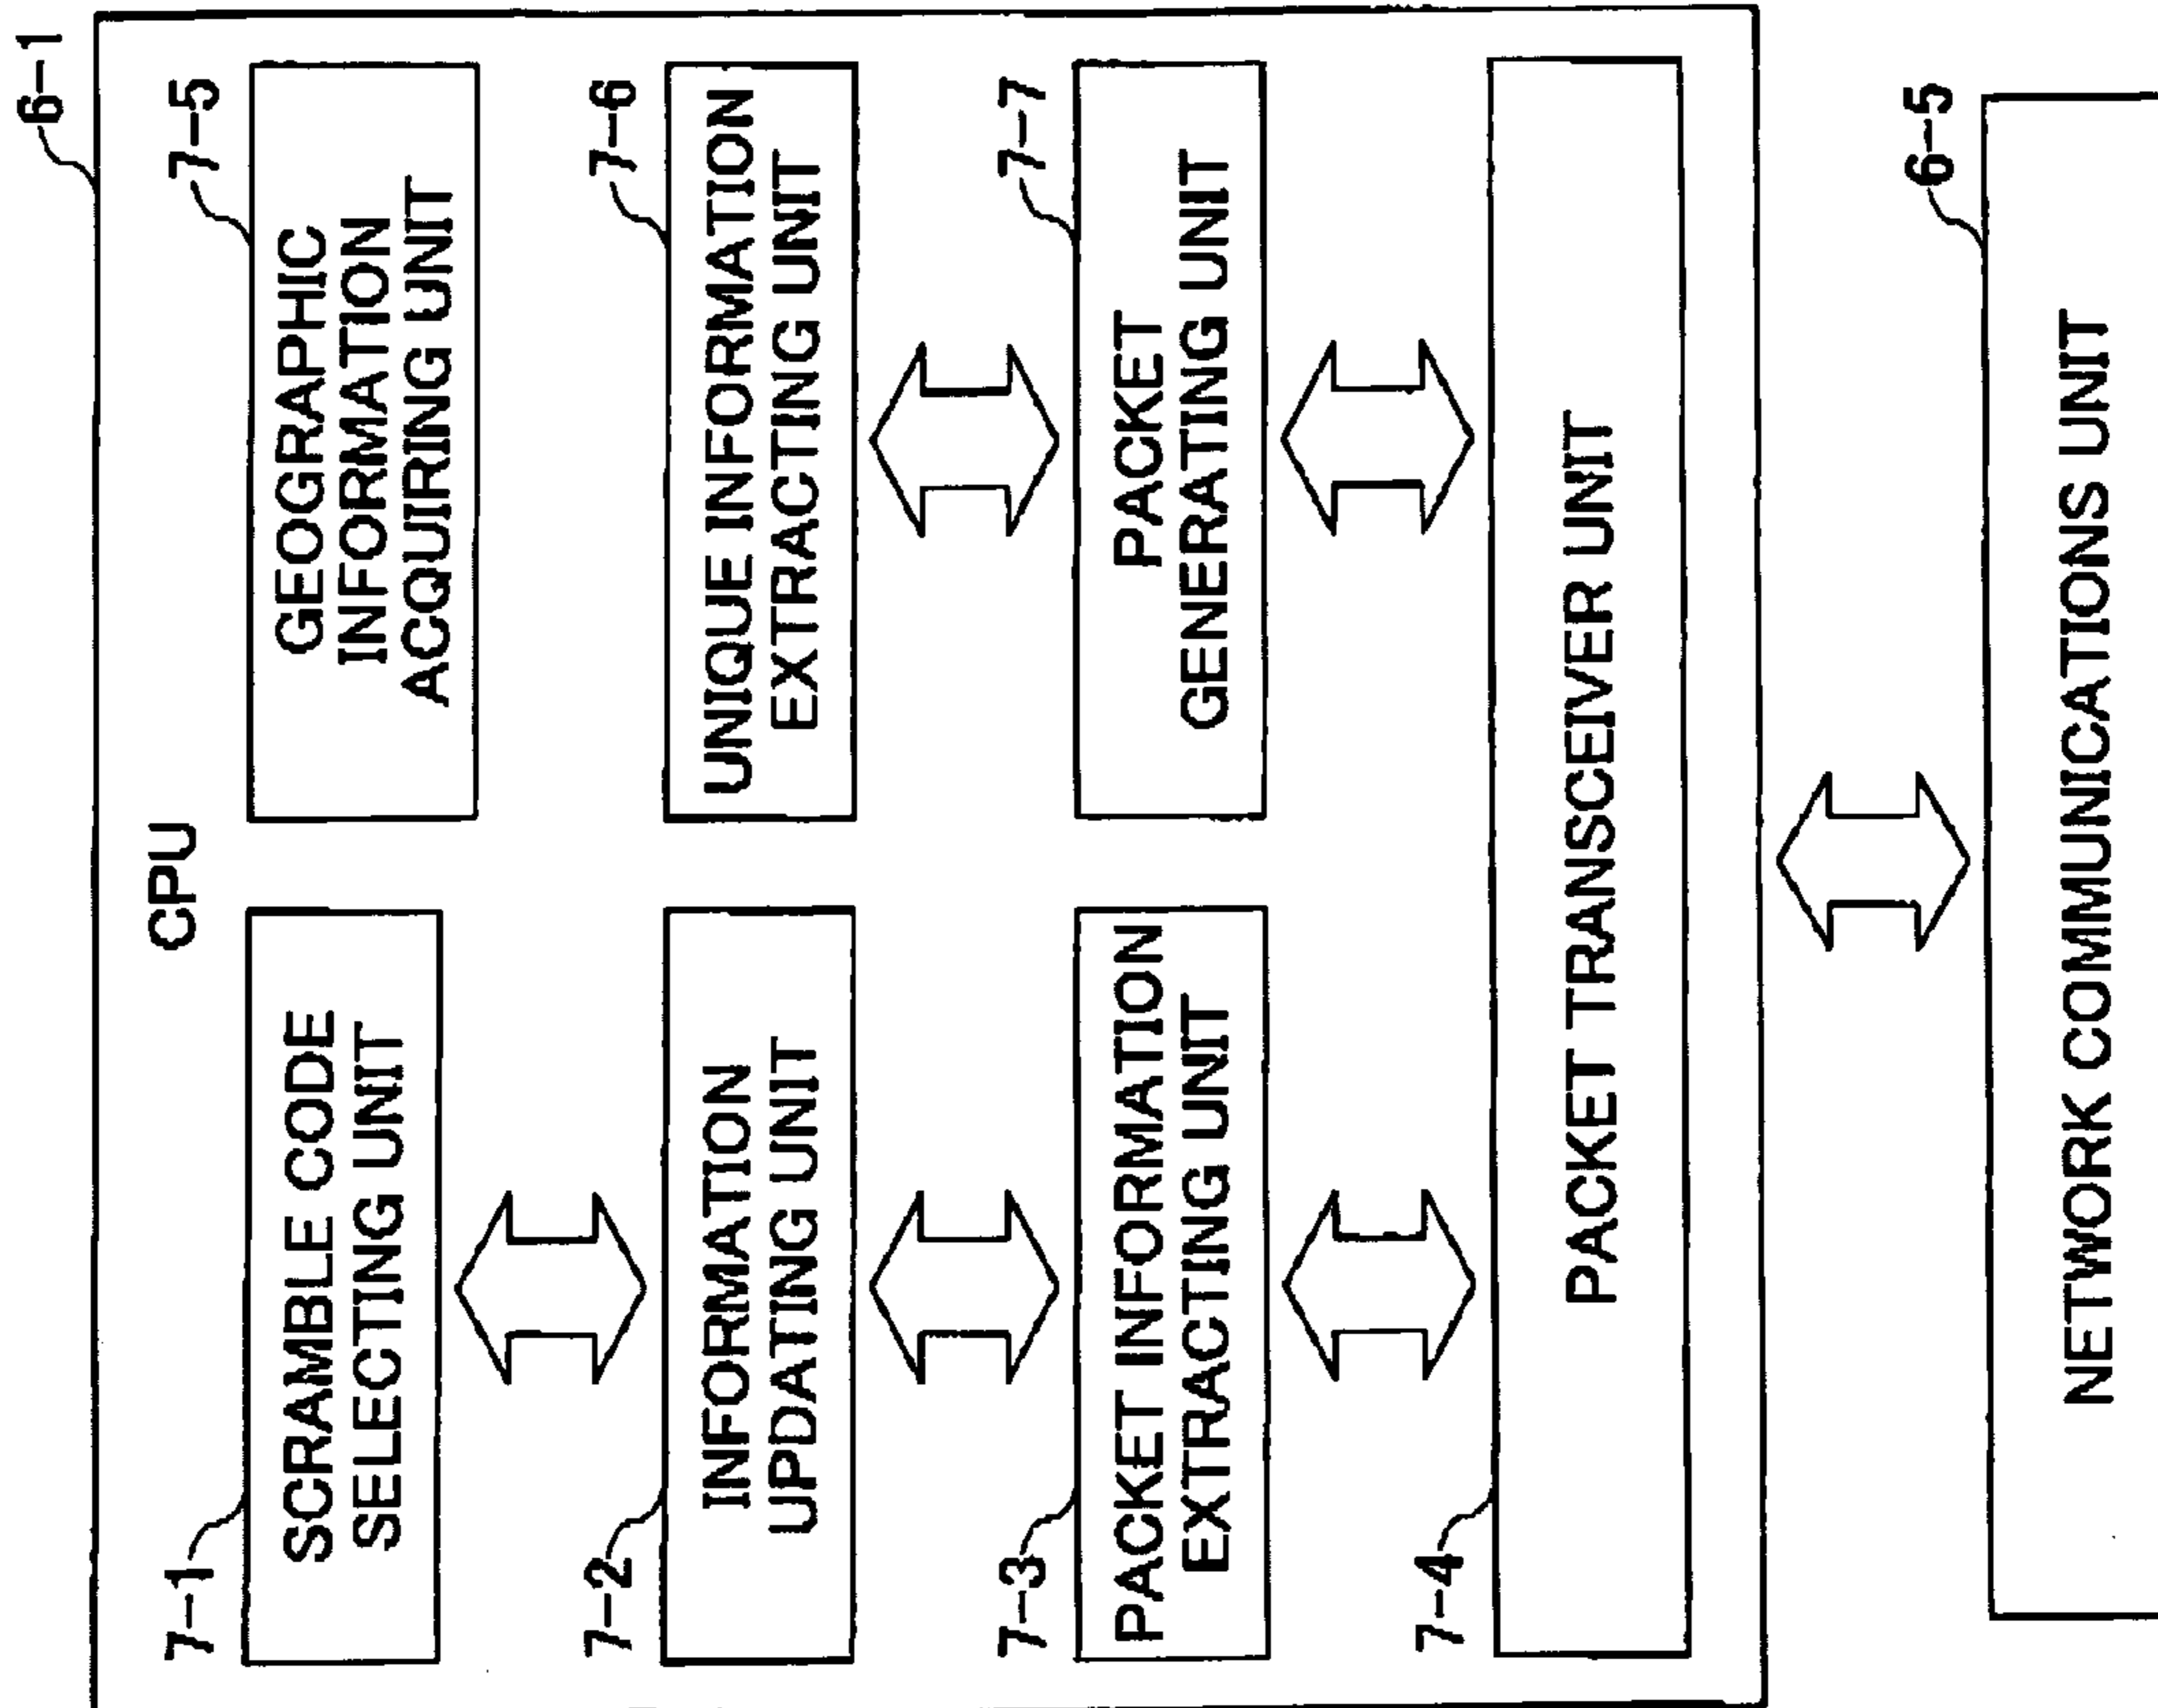 6-1
CPU
7-1
SCRAMBLE CODE
SELECTING UNIT
7-5
GEOGRAPHIC
INFORMATION
ACQUIRING UNIT
7-2
INFORMATION
UPDATING UNIT
7-6
UNIQUE INFORMATION
EXTRACTING UNIT
7-3
PACKET INFORMATION
EXTRACTING UNIT
7-7
PACKET
GENERATING UNIT
7-4
PACKET TRANSCEIVER UNIT
6-5
NETWORK COMMUNICATIONS UNIT